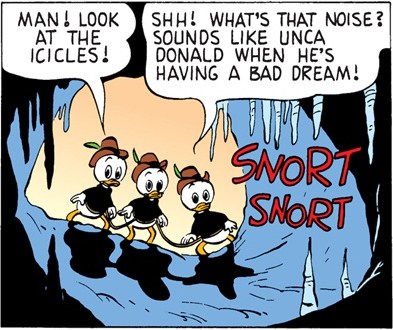 MAN! LOOK
AT THE
ICICLES!
SHH! WHAT'S THAT NOISE?
SOUNDS LIKE UNCA
DONALD WHEN HE'S
HAVING A BAD DREAM!
SNORT
SNORT